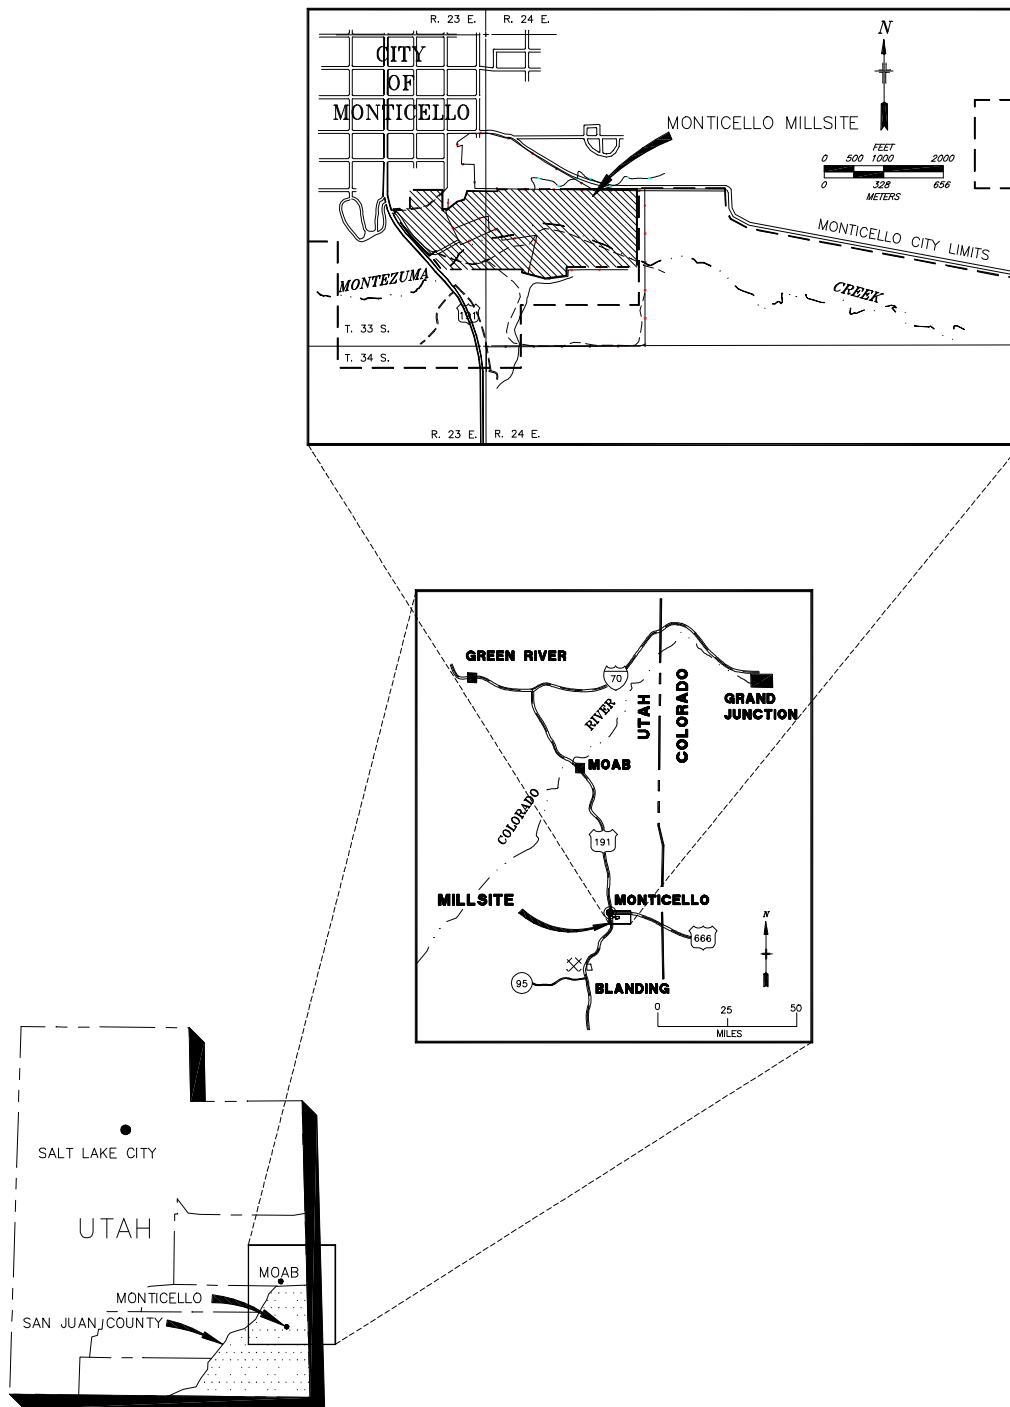 R. 23 E.
R. 24 E.
CITY
OF
MONTICELLO
N
MONTICELLO MILLSITE
FEET
0 500 1000 2000
0 328 656
METERS
MONTICELLO CITY LIMITS
MONTEZUMA
CREEK
191
T. 33 S.
T. 34 S.
R. 23 E.
R. 24 E.
GREEN RIVER
70
GRAND
JUNCTION
RIVER
UTAH
COLORADO
MOAB
COLORADO
191
MILLSITE
MONTICELLO
N
666
95
BLANDING
0 25 50
MILES
SALT LAKE CITY
UTAH
MOAB
MONTICELLO
SAN JUAN COUNTY